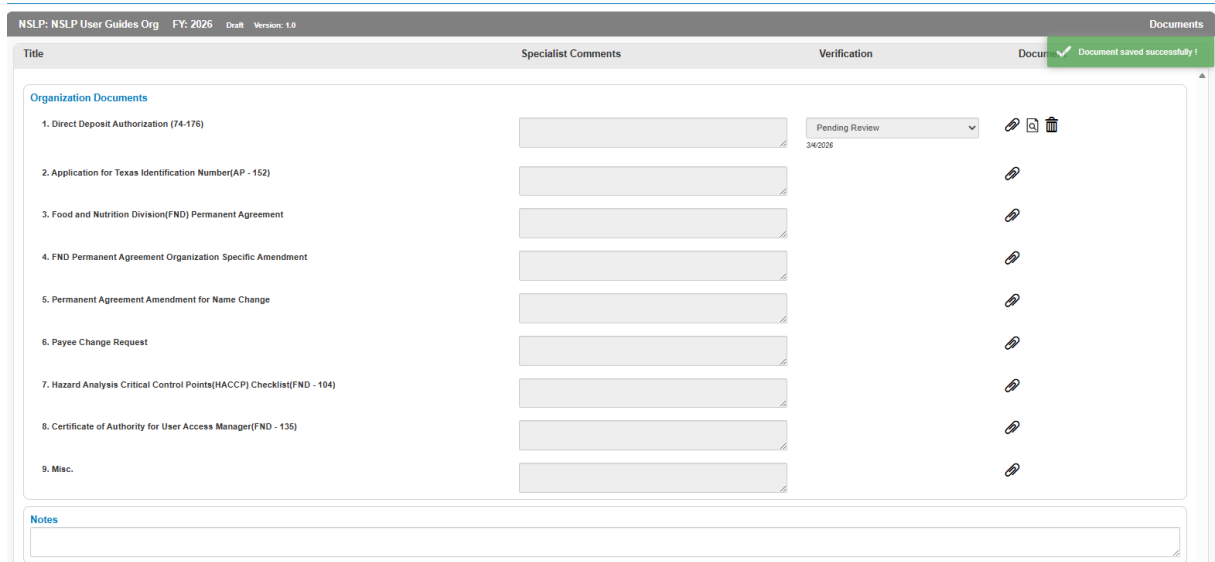 NSLP: NSLP User Guides Org FY: 2026 Draft Version: 1.0 Documents
Title Specialist Comments Verification Docum
Document saved successfully !
Organization Documents
1. Direct Deposit Authorization (74-176) Pending Review
3/4/2026
2. Application for Texas Identification Number(AP - 152)
3. Food and Nutrition Division(FND) Permanent Agreement
4. FND Permanent Agreement Organization Specific Amendment
5. Permanent Agreement Amendment for Name Change
6. Payee Change Request
7. Hazard Analysis Critical Control Points(HACCP) Checklist(FND - 104)
8. Certificate of Authority for User Access Manager(FND - 135)
9. Misc.
Notes